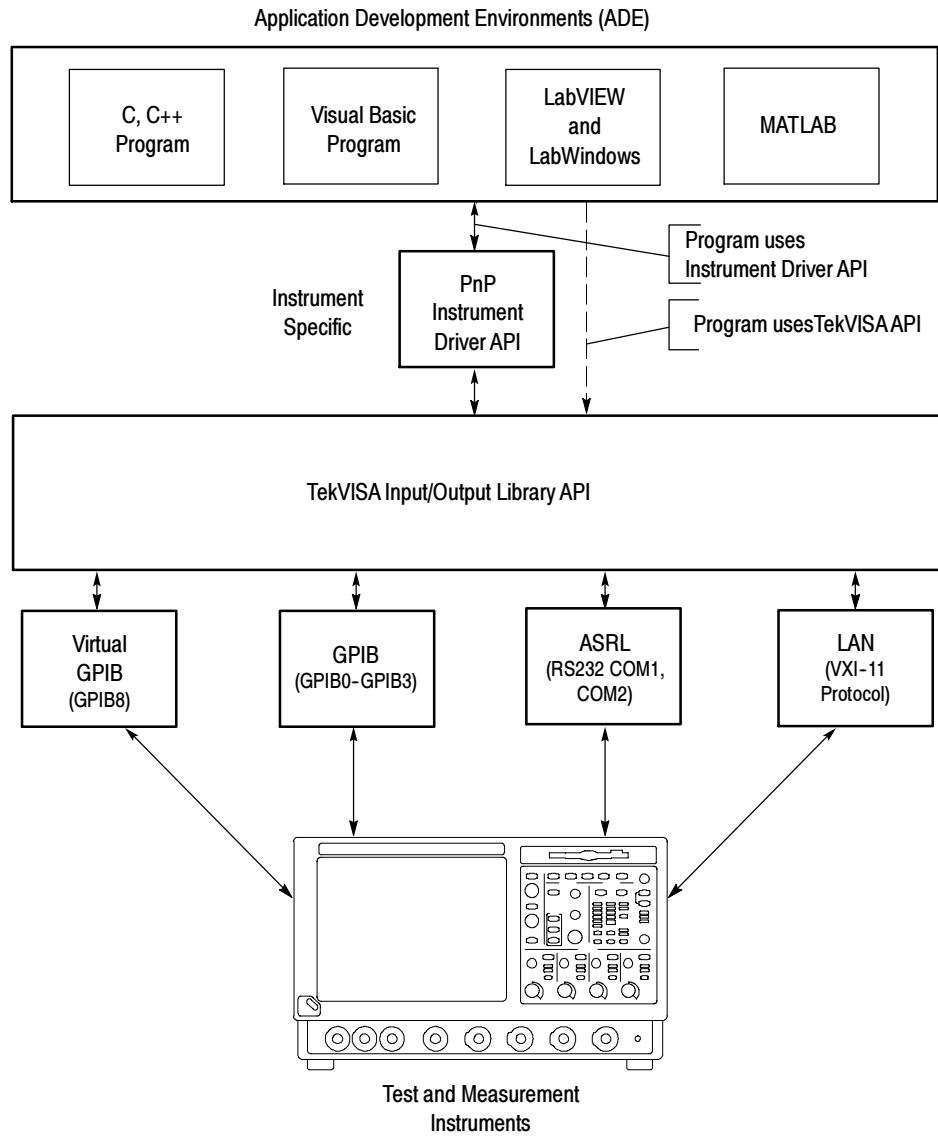 Application Development Environments (ADE)
C, C++
Program
Visual Basic
Program
LabVIEW
and
LabWindows
MATLAB
Program uses
Instrument Driver API
Instrument
Specific
PnP
Instrument
Driver API
Program usesTekVISA API
TekVISA Input/Output Library API
Virtual
GPIB
(GPIB8)
GPIB
(GPIB0-GPIB3)
ASRL
(RS232 COM1,
COM2)
LAN
(VXI-11
Protocol)
Test and Measurement
Instruments